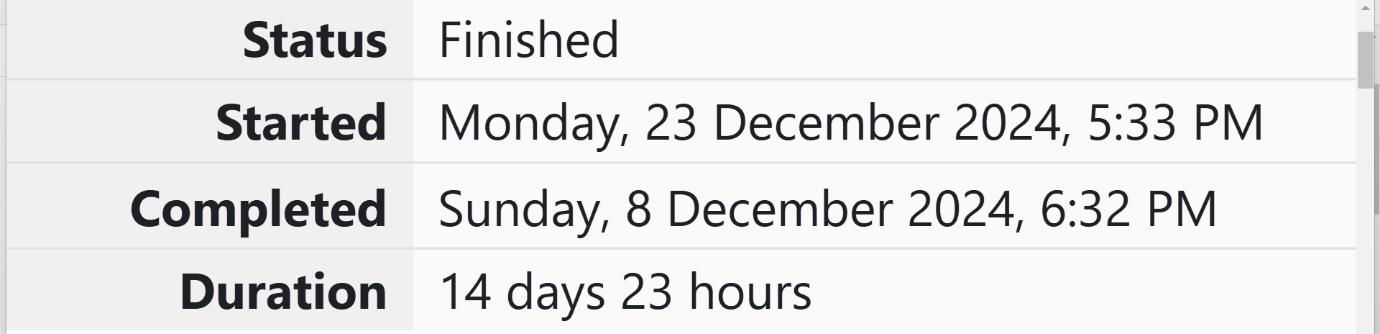 Status Finished
Started Monday, 23 December 2024, 5:33 PM
Completed Sunday, 8 December 2024, 6:32 PM
Duration 14 days 23 hours